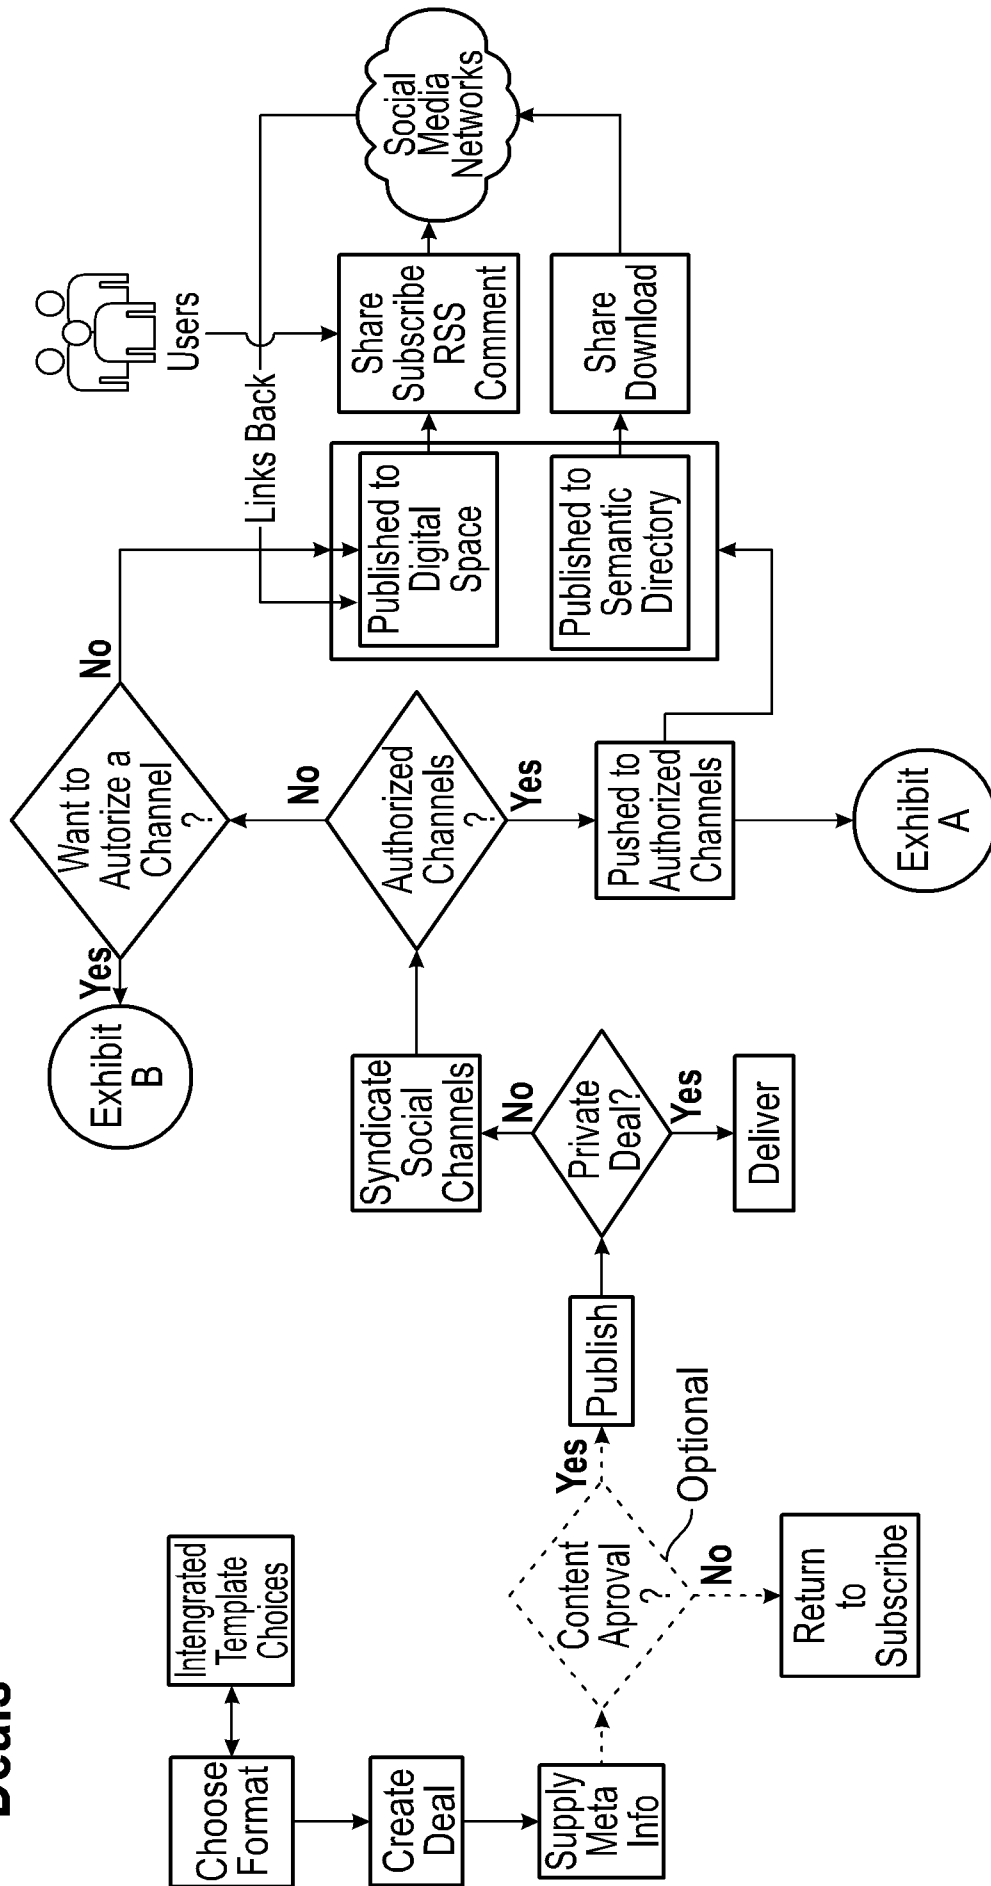 Deals
Choose
Format
Intengrated
Template
Choices
Create
Deal
Supply
Meta
Info
Content
Aproval
?
Optional
Yes
No
Return
to
Subscribe
Publish
Private
Deal?
No
Yes
Deliver
Syndicate
Social
Channels
Authorized
Channels
?
No
Yes
Want to
Autorize a
Channel
?
Yes
No
Exhibit
B
Pushed to
Authorized
Channels
Exhibit
A
Published to
Digital
Space
Published to
Semantic
Directory
Links Back
Users
Share
Subscribe
RSS
Comment
Share
Download
Social
Media
Networks